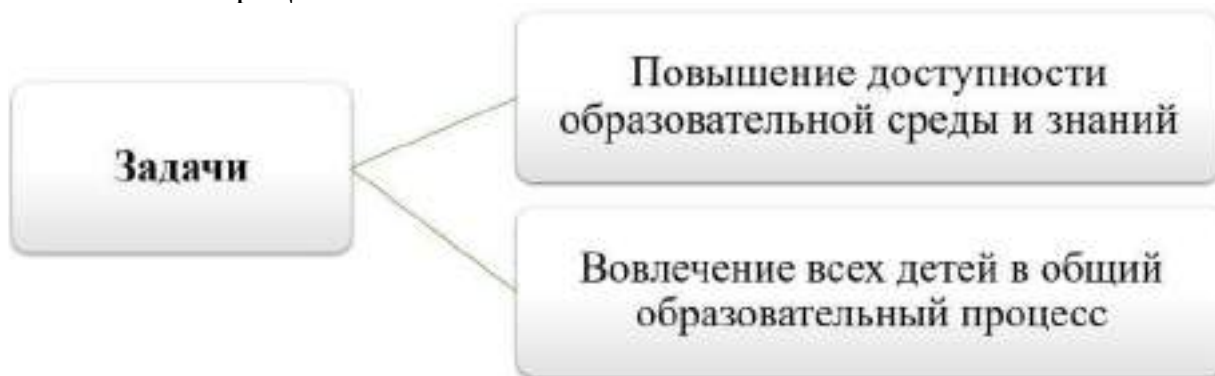 Задачи
Повышение доступности
образовательной среды и знаний
Вовлечение всех детей в общий
образовательный процесс